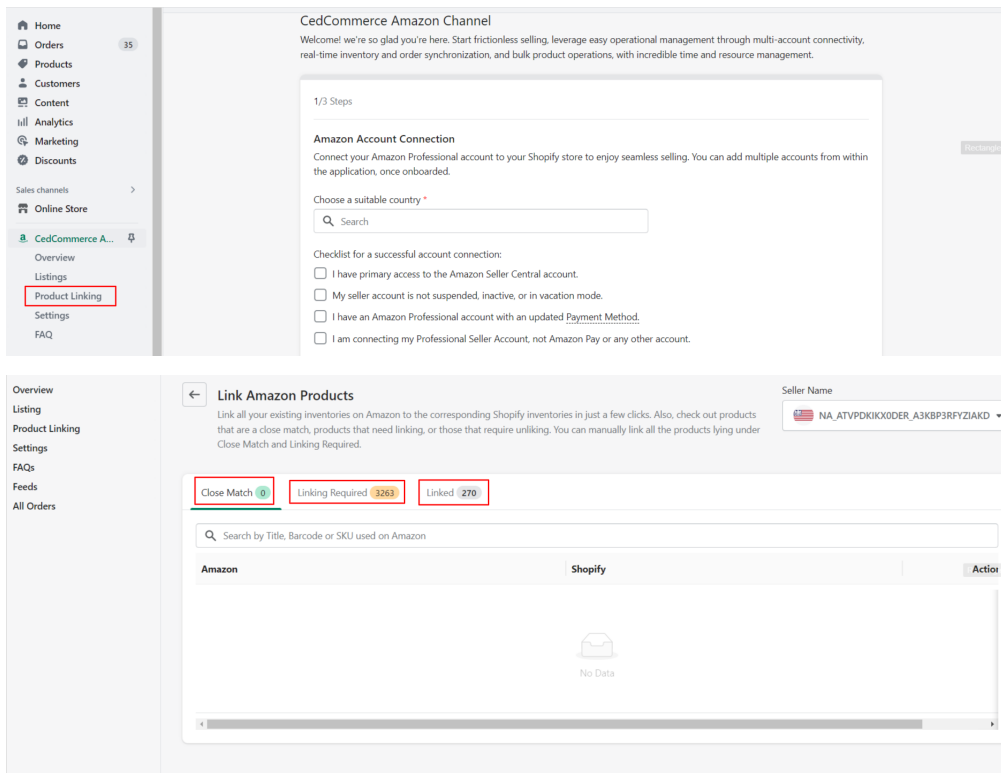 CedCommerce Amazon Channel
Welcome! we're so glad you're here. Start frictionless selling, leverage easy operational management through multi-account connectivity,
real-time inventory and order synchronization, and bulk product operations, with incredible time and resource management.
Home
Orders 35
Products
Customers
Content
Analytics
Marketing
Discounts
Sales channels
Online Store
CedCommerce A...
Overview
Listings
Product Linking
Settings
FAQ
1/3 Steps
Amazon Account Connection
Connect your Amazon Professional account to your Shopify store to enjoy seamless selling. You can add multiple accounts from within
the application, once onboarded.
Rectangle
Choose a suitable country *
Search
Checklist for a successful account connection:
I have primary access to the Amazon Seller Central account.
My seller account is not suspended, inactive, or in vacation mode.
I have an Amazon Professional account with an updated Payment Method.
I am connecting my Professional Seller Account, not Amazon Pay or any other account.
Overview
Listing
Product Linking
Settings
FAQs
Feeds
All Orders
Link Amazon Products
Link all your existing inventories on Amazon to the corresponding Shopify inventories in just a few clicks. Also, check out products
that are a close match, products that need linking, or those that require unliking. You can manually link all the products lying under
Close Match and Linking Required.
Seller Name
NA_ATVPDKIKX0DER_A3KBP3RFYZIAKD
Close Match 0
Linking Required 3263
Linked 270
Search by Title, Barcode or SKU used on Amazon
Amazon
Shopify
Action
No Data